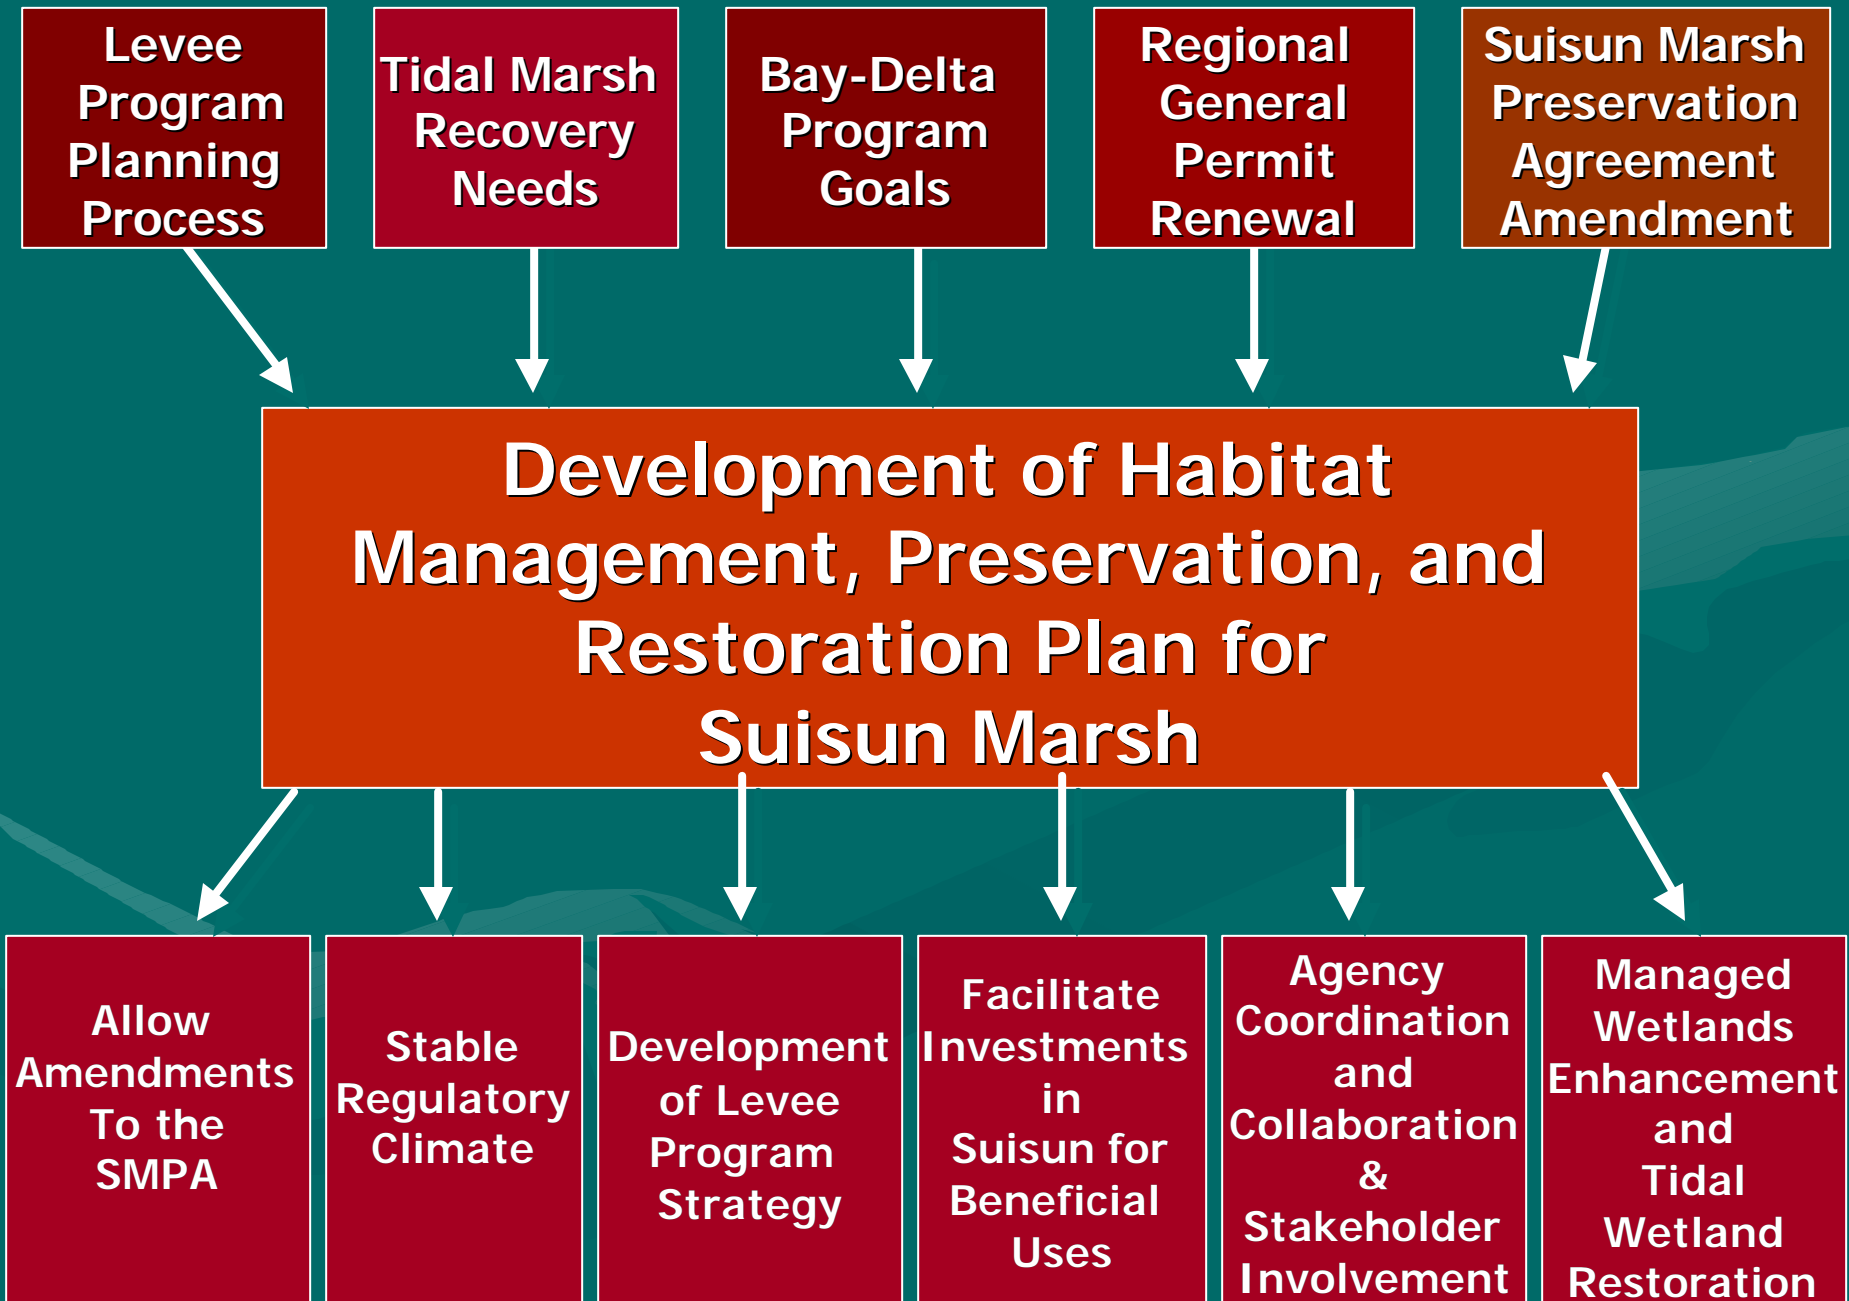 Levee
Program
Planning
Process
Tidal Marsh
Recovery
Needs
Bay-Delta
Program
Goals
Regional
General
Permit
Renewal
Suisun Marsh
Preservation
Agreement
Amendment
Development of Habitat
Management, Preservation, and
Restoration Plan for
Suisun Marsh
Allow
Amendments
To the
SMPA
Stable
Regulatory
Climate
Development
of Levee
Program
Strategy
Facilitate
Investments
in
Suisun for
Beneficial
Uses
Agency
Coordination
and
Collaboration
&
Stakeholder
Involvement
Managed
Wetlands
Enhancement
and
Tidal
Wetland
Restoration